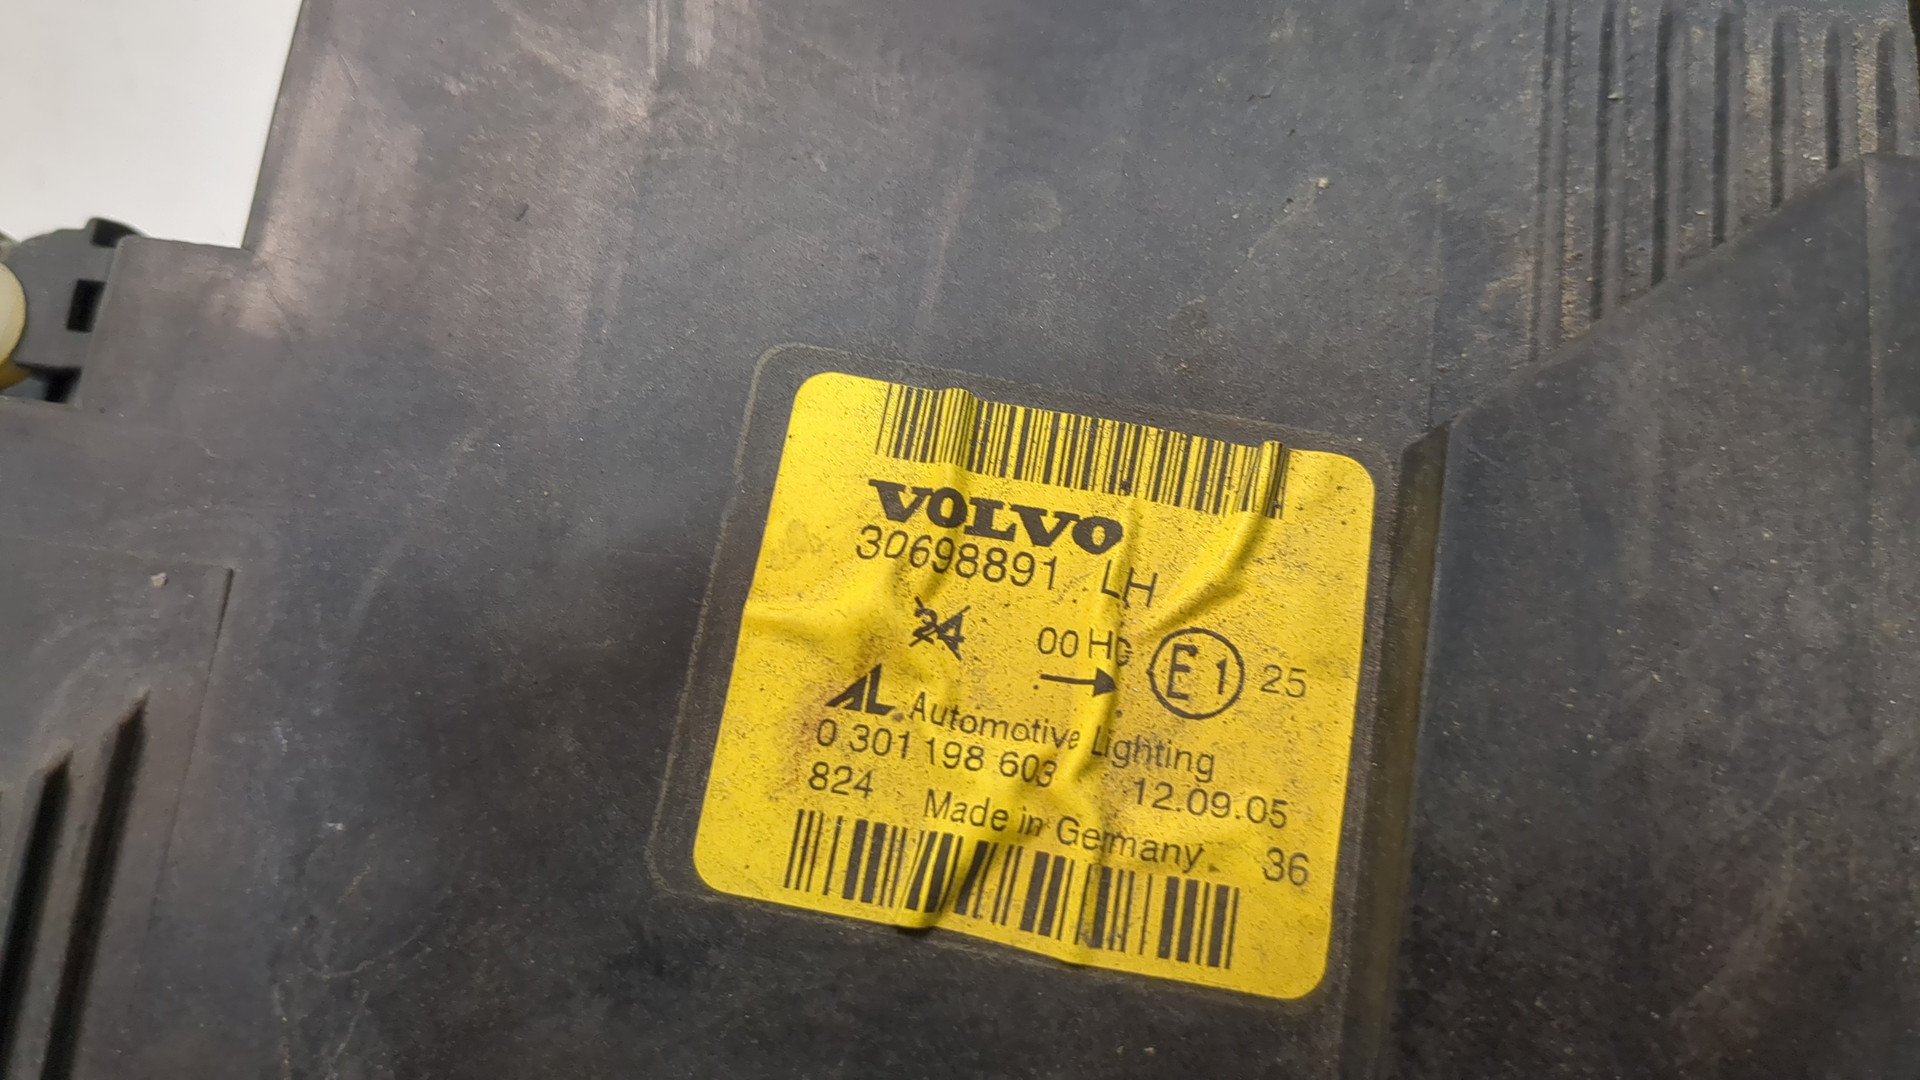 VOLVO
30698891 LH
24 00 HC E1 25
AL Automotive Lighting
0 301 198 603 12.09.05
824 Made in Germany 36